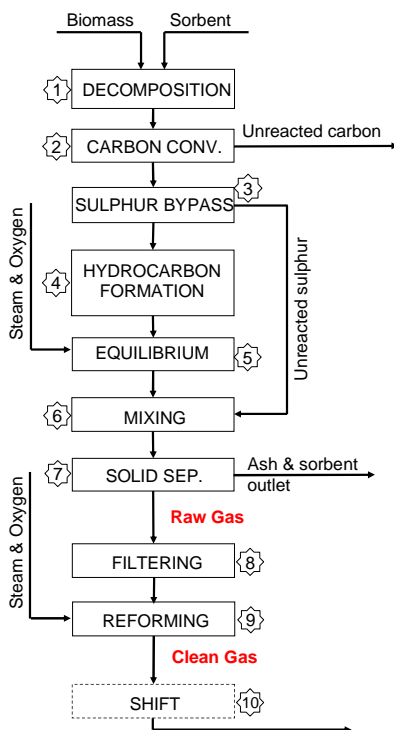 Biomass
Sorbent
1
DECOMPOSITION
2
CARBON CONV.
Unreacted carbon
3
SULPHUR BYPASS
Steam & Oxygen
4
HYDROCARBON
FORMATION
Unreacted sulphur
EQUILIBRIUM
5
6
MIXING
7
SOLID SEP.
Ash & sorbent
outlet
Raw Gas
Steam & Oxygen
FILTERING
8
REFORMING
9
Clean Gas
SHIFT
10